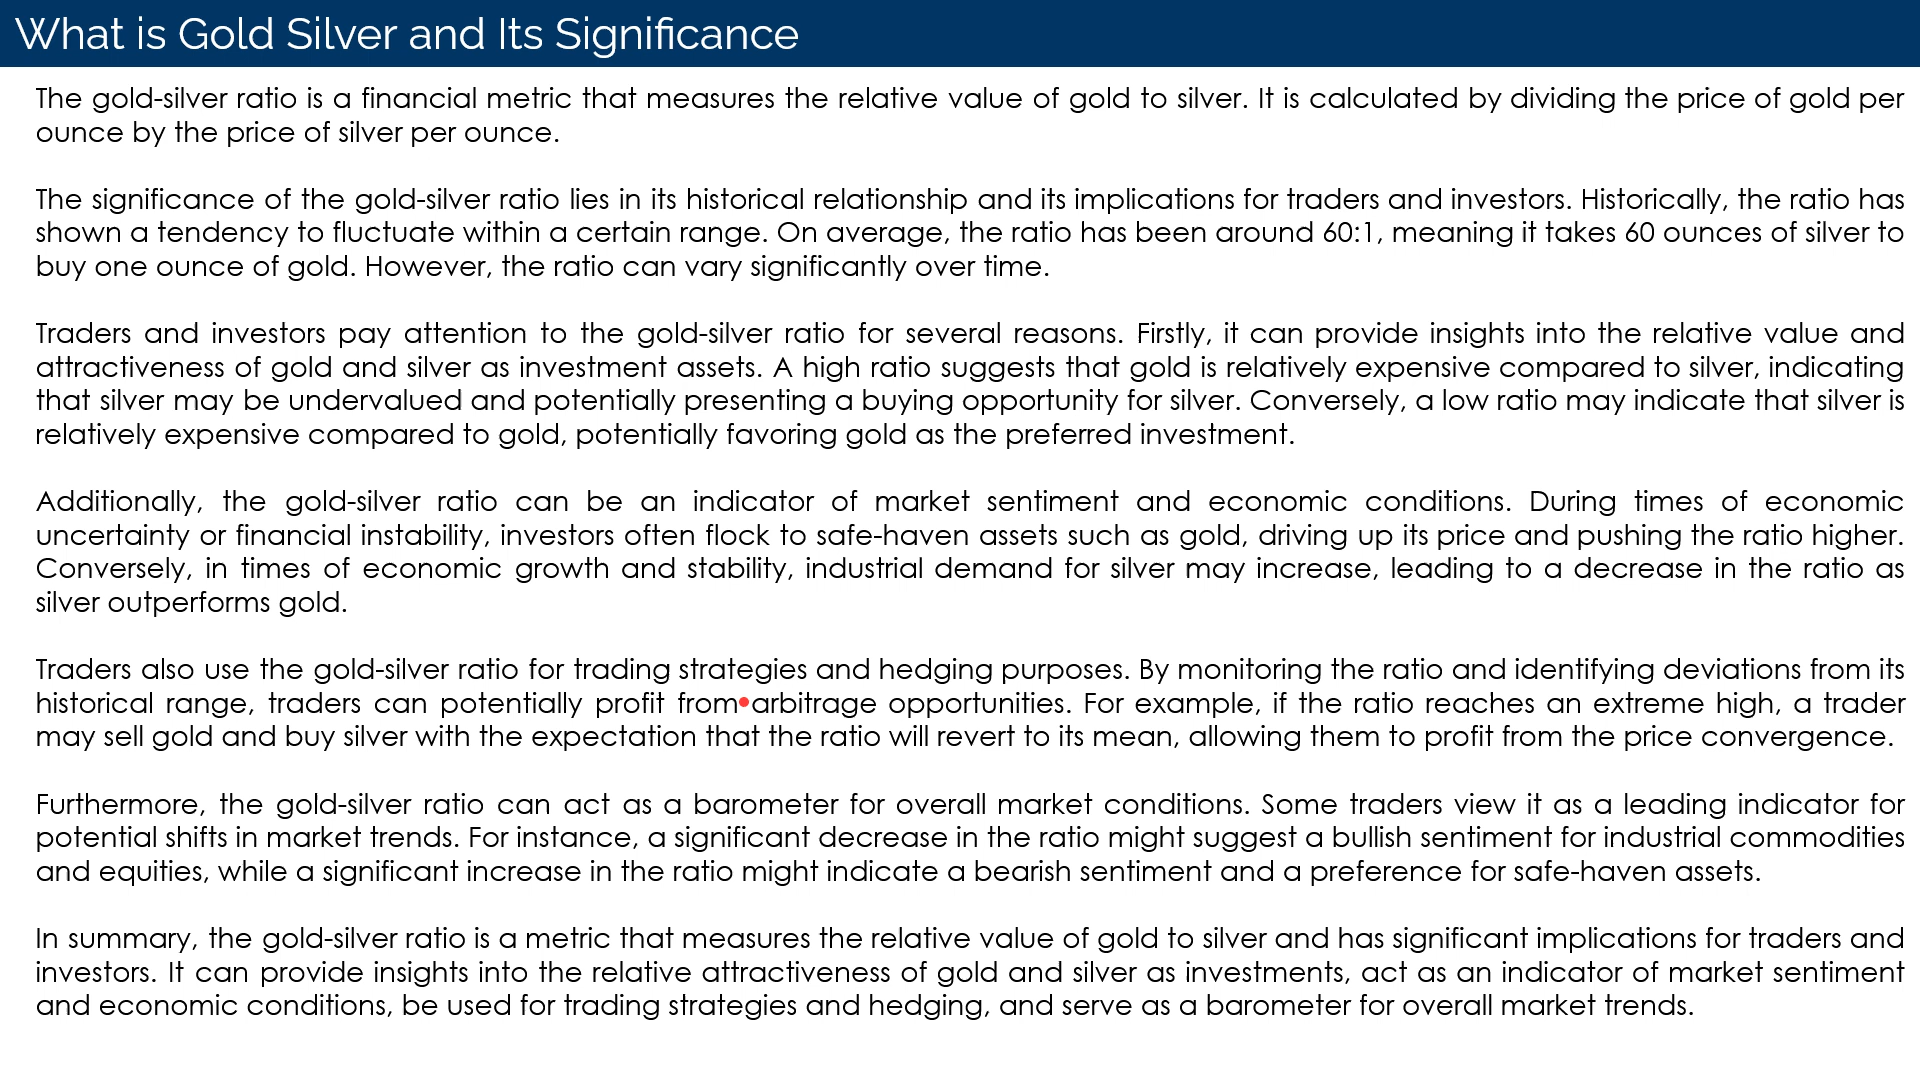 What is Gold Silver and Its Significance
The gold-silver ratio is a financial metric that measures the relative value of gold to silver. It is calculated by dividing the price of gold per
ounce by the price of silver per ounce.
The significance of the gold-silver ratio lies in its historical relationship and its implications for traders and investors. Historically, the ratio has
shown a tendency to fluctuate within a certain range. On average, the ratio has been around 60:1, meaning it takes 60 ounces of silver to
buy one ounce of gold. However, the ratio can vary significantly over time.
Traders and investors pay attention to the gold-silver ratio for several reasons. Firstly, it can provide insights into the relative value and
attractiveness of gold and silver as investment assets. A high ratio suggests that gold is relatively expensive compared to silver, indicating
that silver may be undervalued and potentially presenting a buying opportunity for silver. Conversely, a low ratio may indicate that silver is
relatively expensive compared to gold, potentially favoring gold as the preferred investment.
Additionally, the gold-silver ratio can be an indicator of market sentiment and economic conditions. During times of economic
uncertainty or financial instability, investors often flock to safe-haven assets such as gold, driving up its price and pushing the ratio higher.
Conversely, in times of economic growth and stability, industrial demand for silver may increase, leading to a decrease in the ratio as
silver outperforms gold.
Traders also use the gold-silver ratio for trading strategies and hedging purposes. By monitoring the ratio and identifying deviations from its
historical range, traders can potentially profit from arbitrage opportunities. For example, if the ratio reaches an extreme high, a trader
may sell gold and buy silver with the expectation that the ratio will revert to its mean, allowing them to profit from the price convergence.
Furthermore, the gold-silver ratio can act as a barometer for overall market conditions. Some traders view it as a leading indicator for
potential shifts in market trends. For instance, a significant decrease in the ratio might suggest a bullish sentiment for industrial commodities
and equities, while a significant increase in the ratio might indicate a bearish sentiment and a preference for safe-haven assets.
In summary, the gold-silver ratio is a metric that measures the relative value of gold to silver and has significant implications for traders and
investors. It can provide insights into the relative attractiveness of gold and silver as investments, act as an indicator of market sentiment
and economic conditions, be used for trading strategies and hedging, and serve as a barometer for overall market trends.